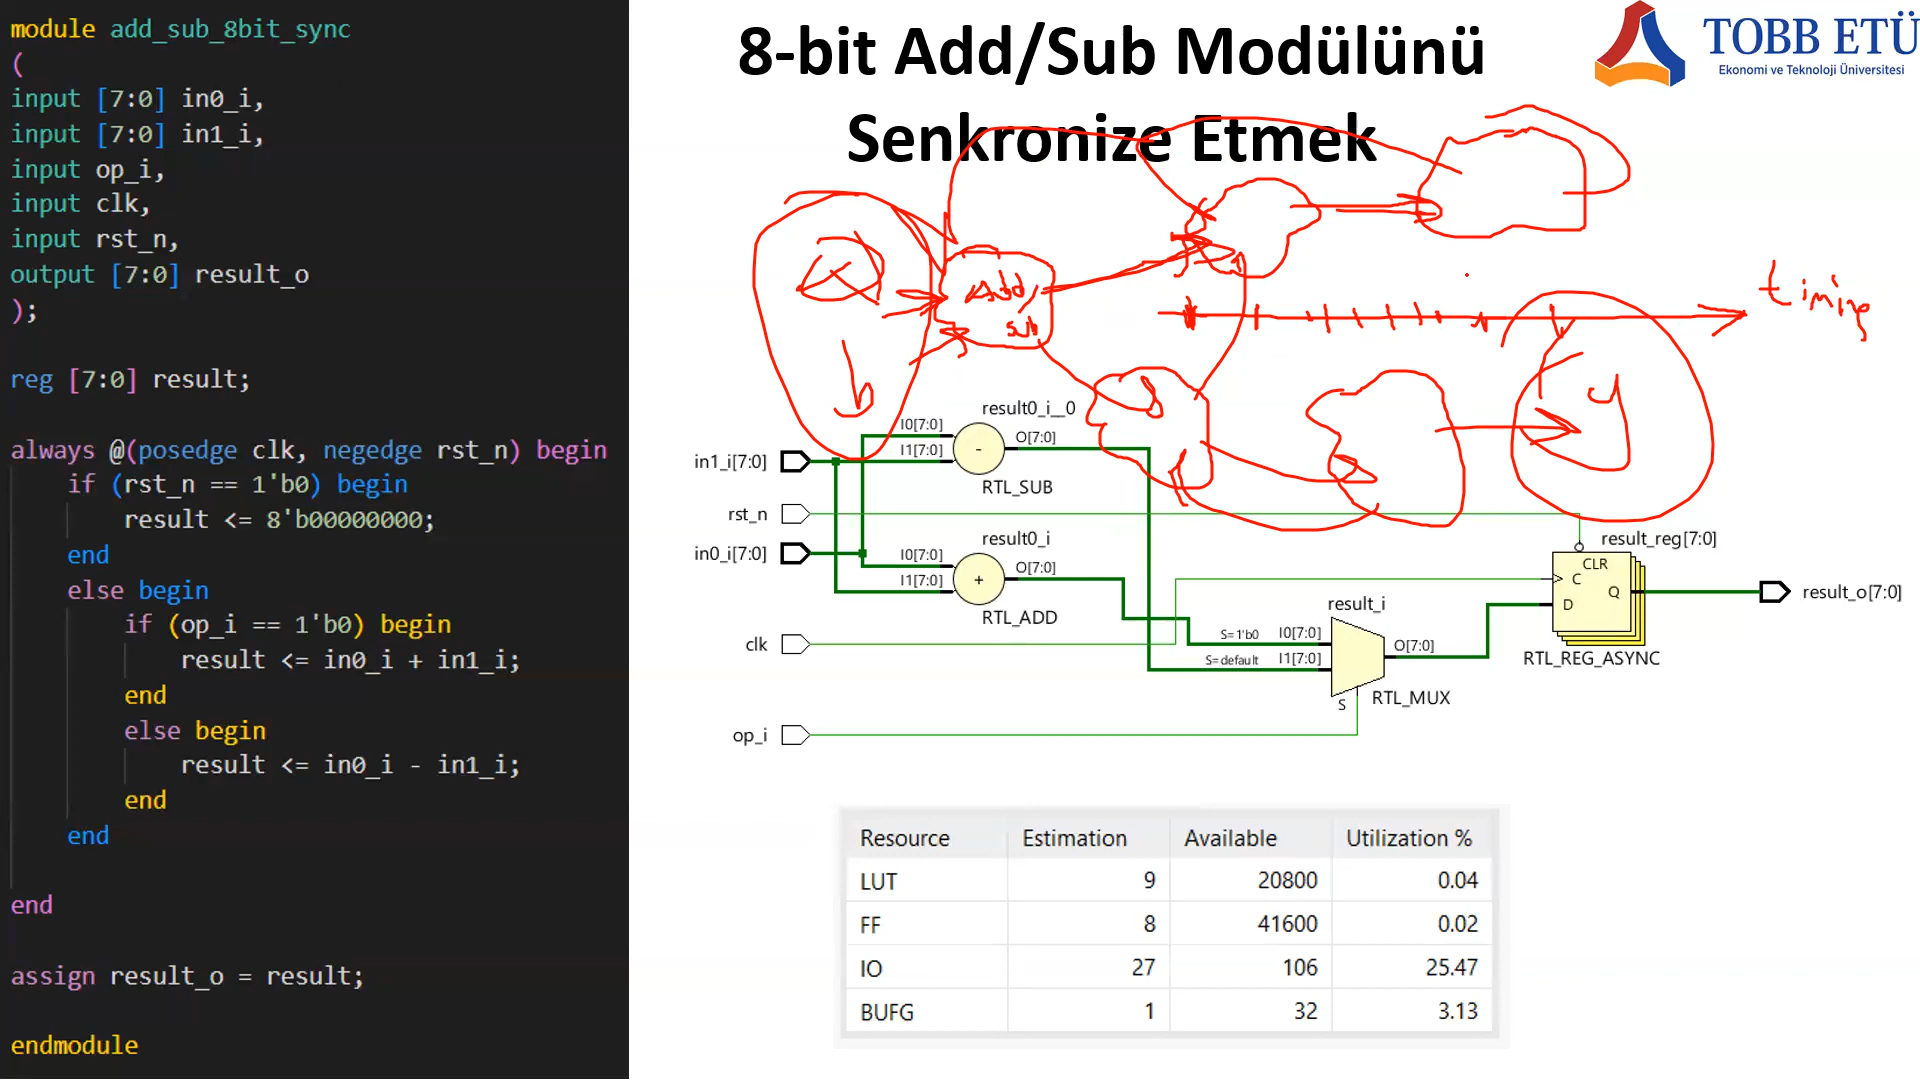 module add_sub_8bit_sync
(
input [7:0] in0_i,
input [7:0] in1_i,
input op_i,
input clk,
input rst_n,
output [7:0] result_o
);
reg [7:0] result;
always @(posedge clk, negedge rst_n) begin
if (rst_n == 1'b0) begin
result <= 8'b00000000;
end
else begin
if (op_i == 1'b0) begin
result <= in0_i + in1_i;
end
else begin
result <= in0_i - in1_i;
end
end
end
assign result_o = result;
endmodule
8-bit Add/Sub Modülünü
Senkronize Etmek
TOBB ETÜ
Ekonomi ve Teknoloji Üniversitesi
Add/
sub
timing
y
result0_i__0
I0[7:0]
I1[7:0]
-
O[7:0]
RTL_SUB
in1_i[7:0]
rst_n
in0_i[7:0]
result0_i
I0[7:0]
I1[7:0]
+
O[7:0]
RTL_ADD
clk
op_i
result_i
S=1'b0 I0[7:0]
S=default I1[7:0]
O[7:0]
S
RTL_MUX
result_reg[7:0]
CLR
C
D
Q
RTL_REG_ASYNC
result_o[7:0]
Resource Estimation Available Utilization %
LUT 9 20800 0.04
FF 8 41600 0.02
IO 27 106 25.47
BUFG 1 32 3.13